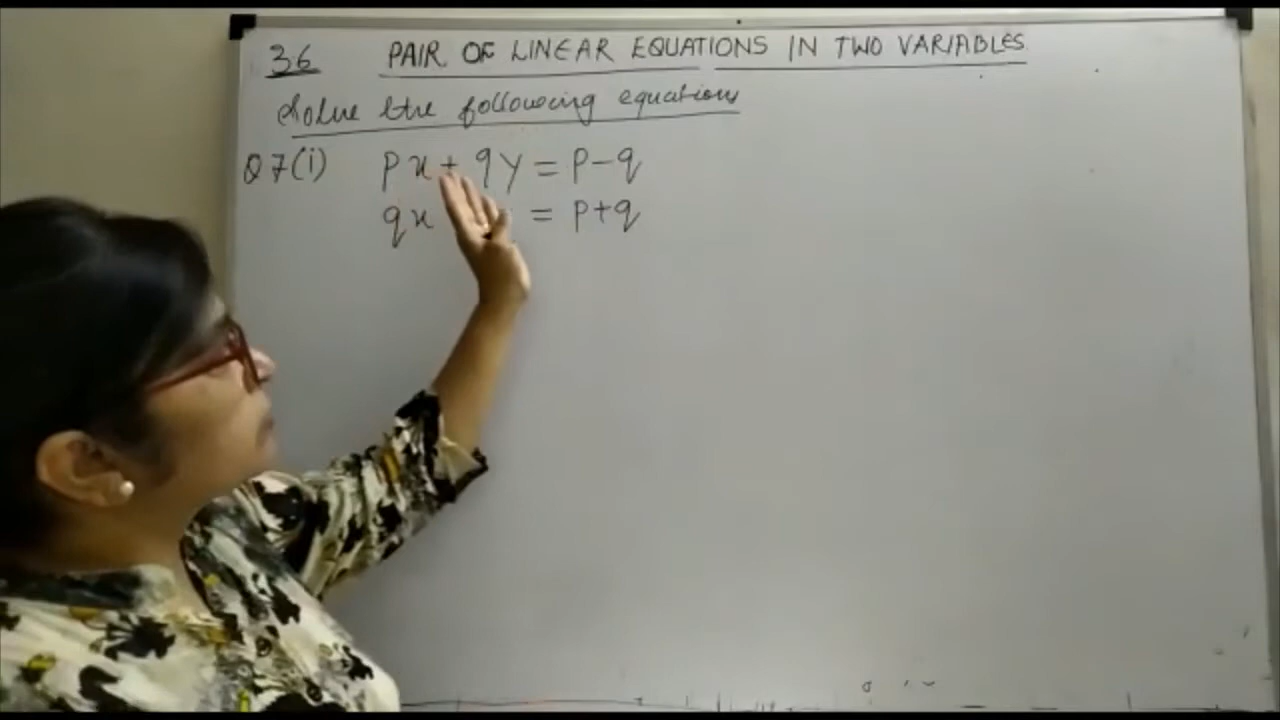 36 PAIR OF LINEAR EQUATIONS IN TWO VARIABLES
Solve the following equations
Q7(i) px + qy = p-q
qx = p+q